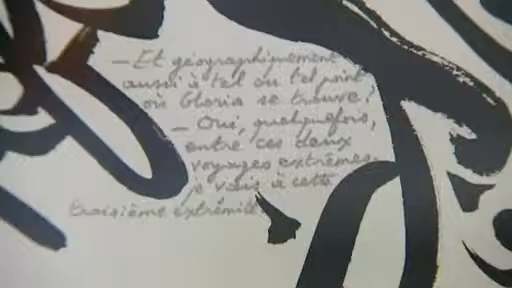 — Et géographiquement
aussi à tel ou tel point
où Gloria se trouve ?
— Oui, quelquefois,
entre ces deux
voyages extrêmes
je vais à cette
troisième extrémité.